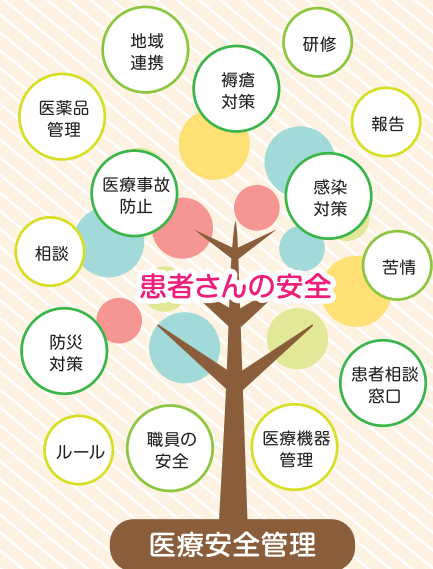 地域
連携
研修
褥瘡
対策
医薬品
管理
報告
医療事故
防止
感染
対策
相談
苦情
患者さんの安全
防災
対策
患者相談
窓口
ルール
職員の
安全
医療機器
管理
医療安全管理